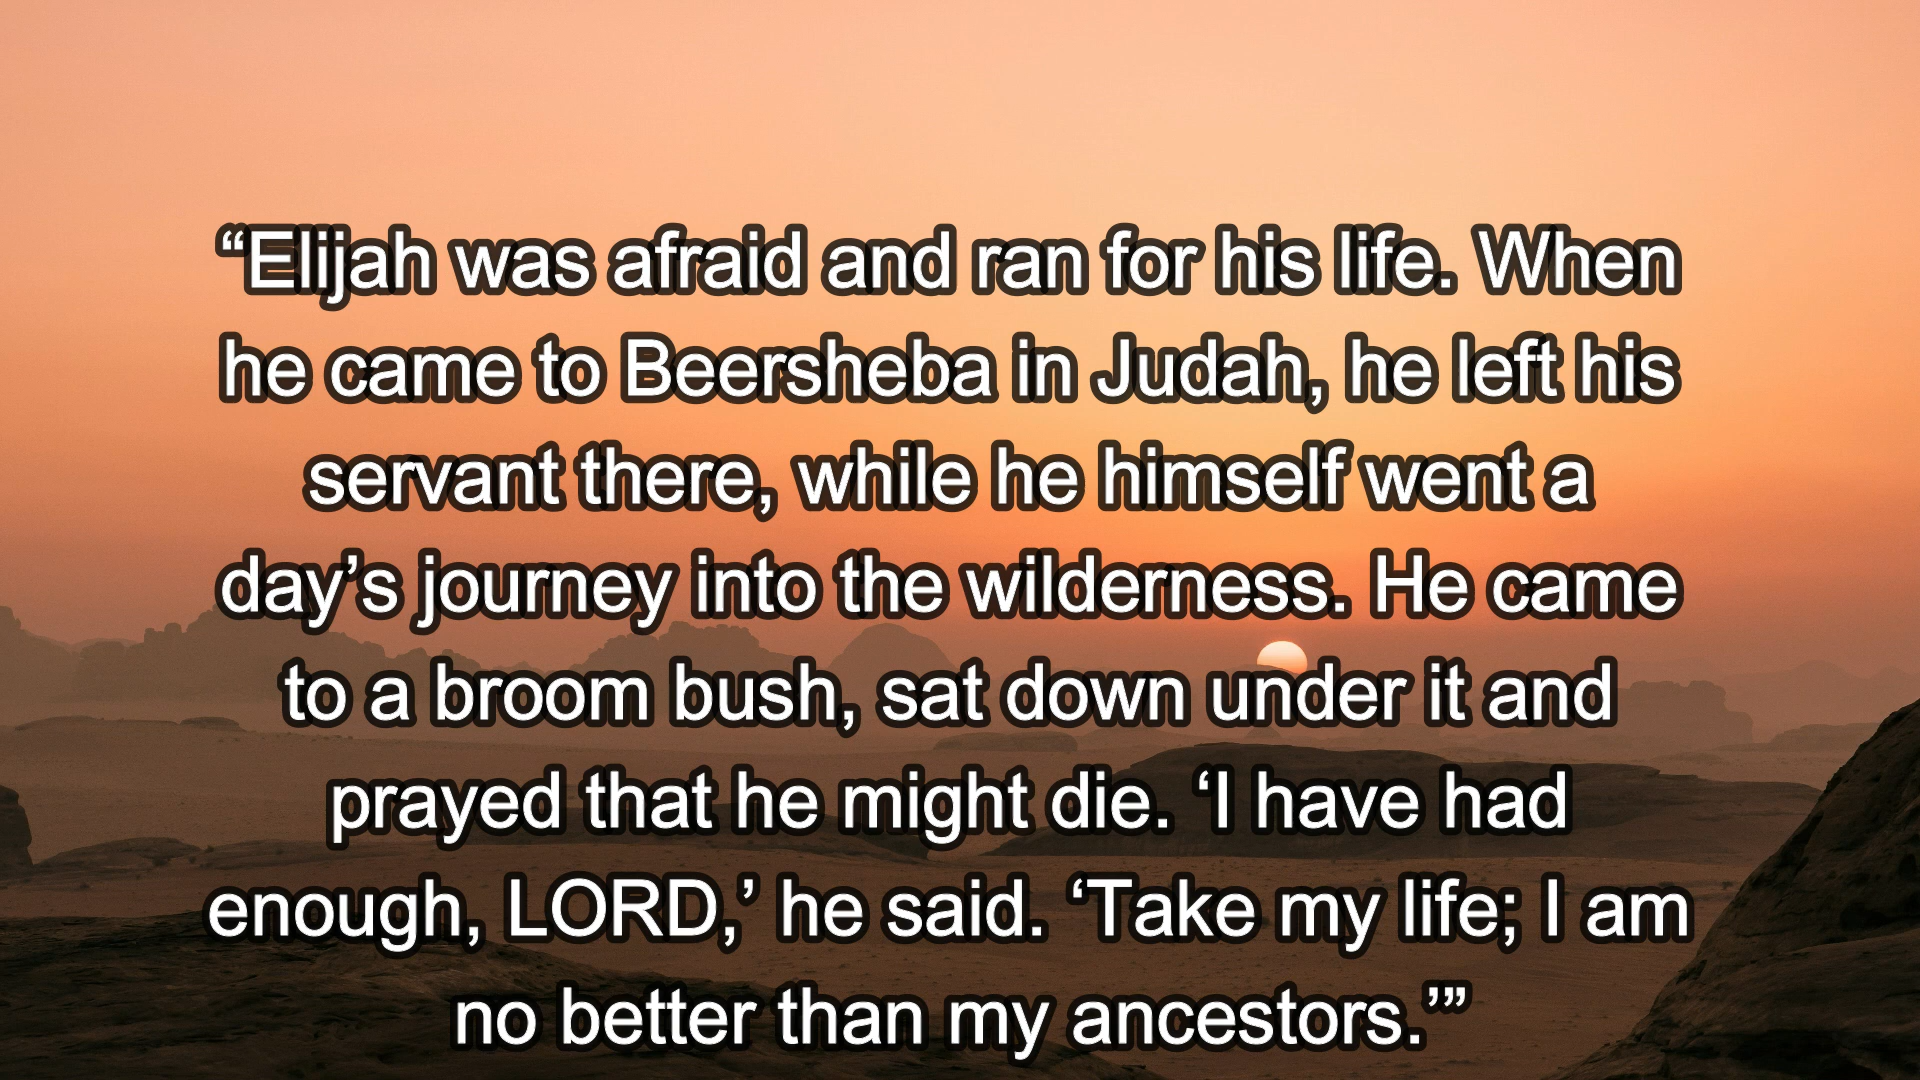 “Elijah was afraid and ran for his life. When
he came to Beersheba in Judah, he left his
servant there, while he himself went a
day’s journey into the wilderness. He came
to a broom bush, sat down under it and
prayed that he might die. ‘I have had
enough, LORD,’ he said. ‘Take my life; I am
no better than my ancestors.’”